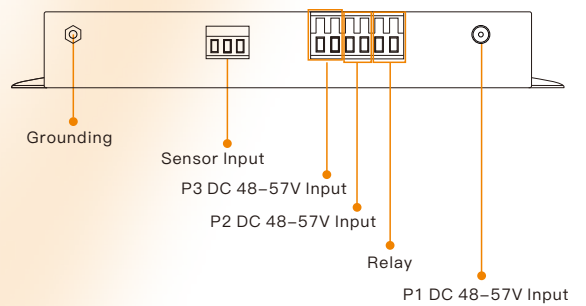 Grounding
Sensor Input
P3 DC 48–57V Input
P2 DC 48–57V Input
Relay
P1 DC 48–57V Input